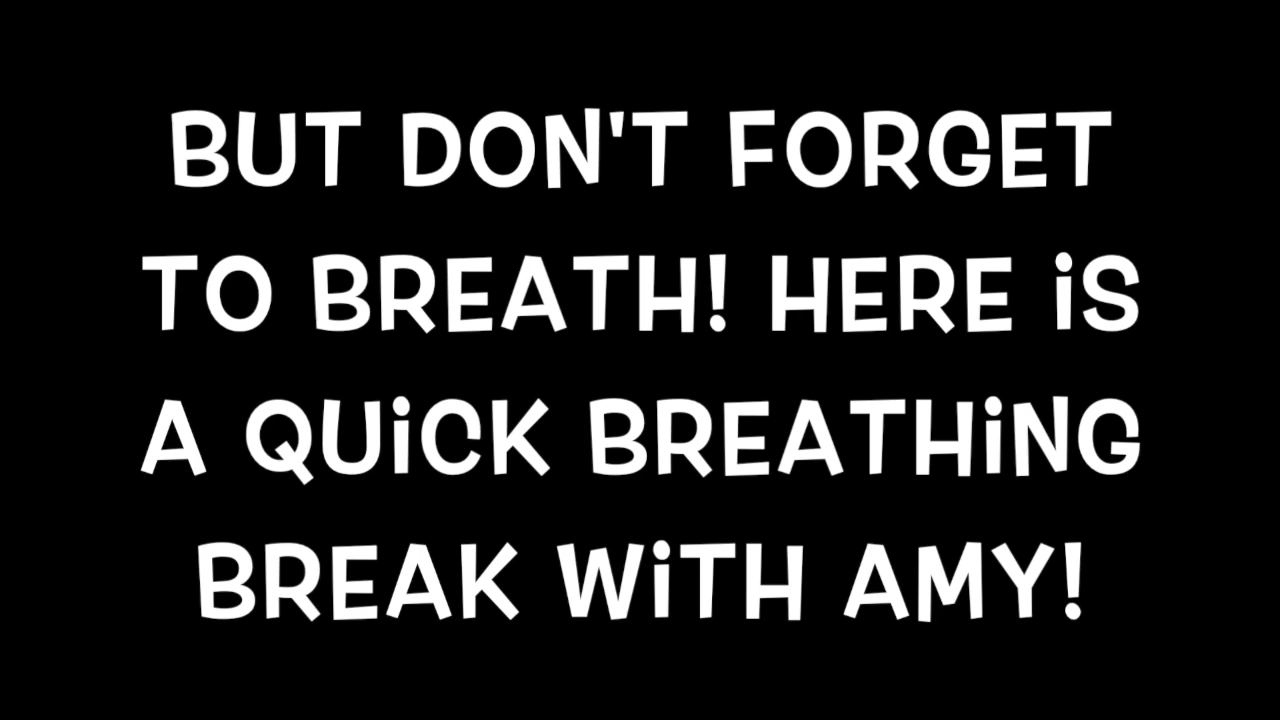 BUT DON'T FORGET
TO BREATH! HERE iS
A QUiCK BREATHiNG
BREAK WiTH AMY!